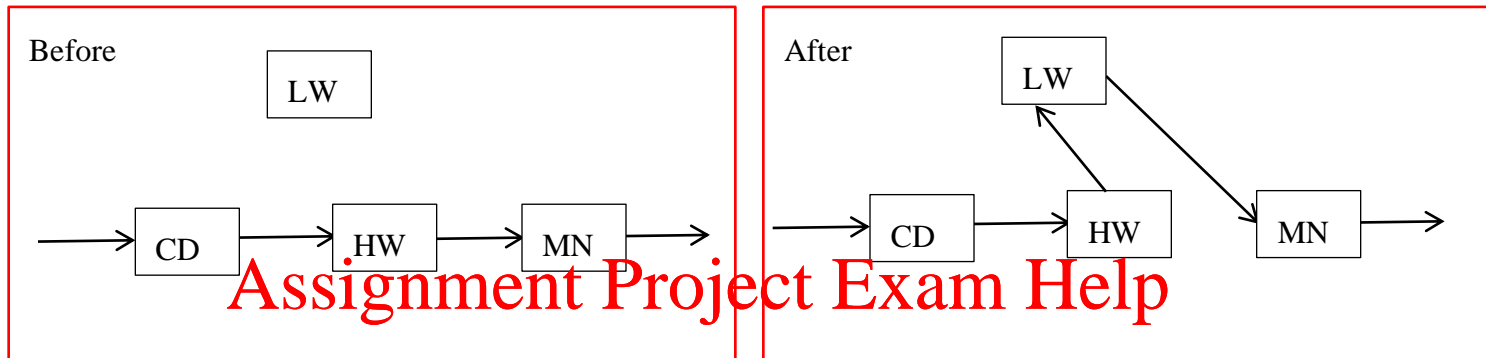 Before
LW
CD HW MN
After
LW
CD HW MN
Assignment Project Exam Help